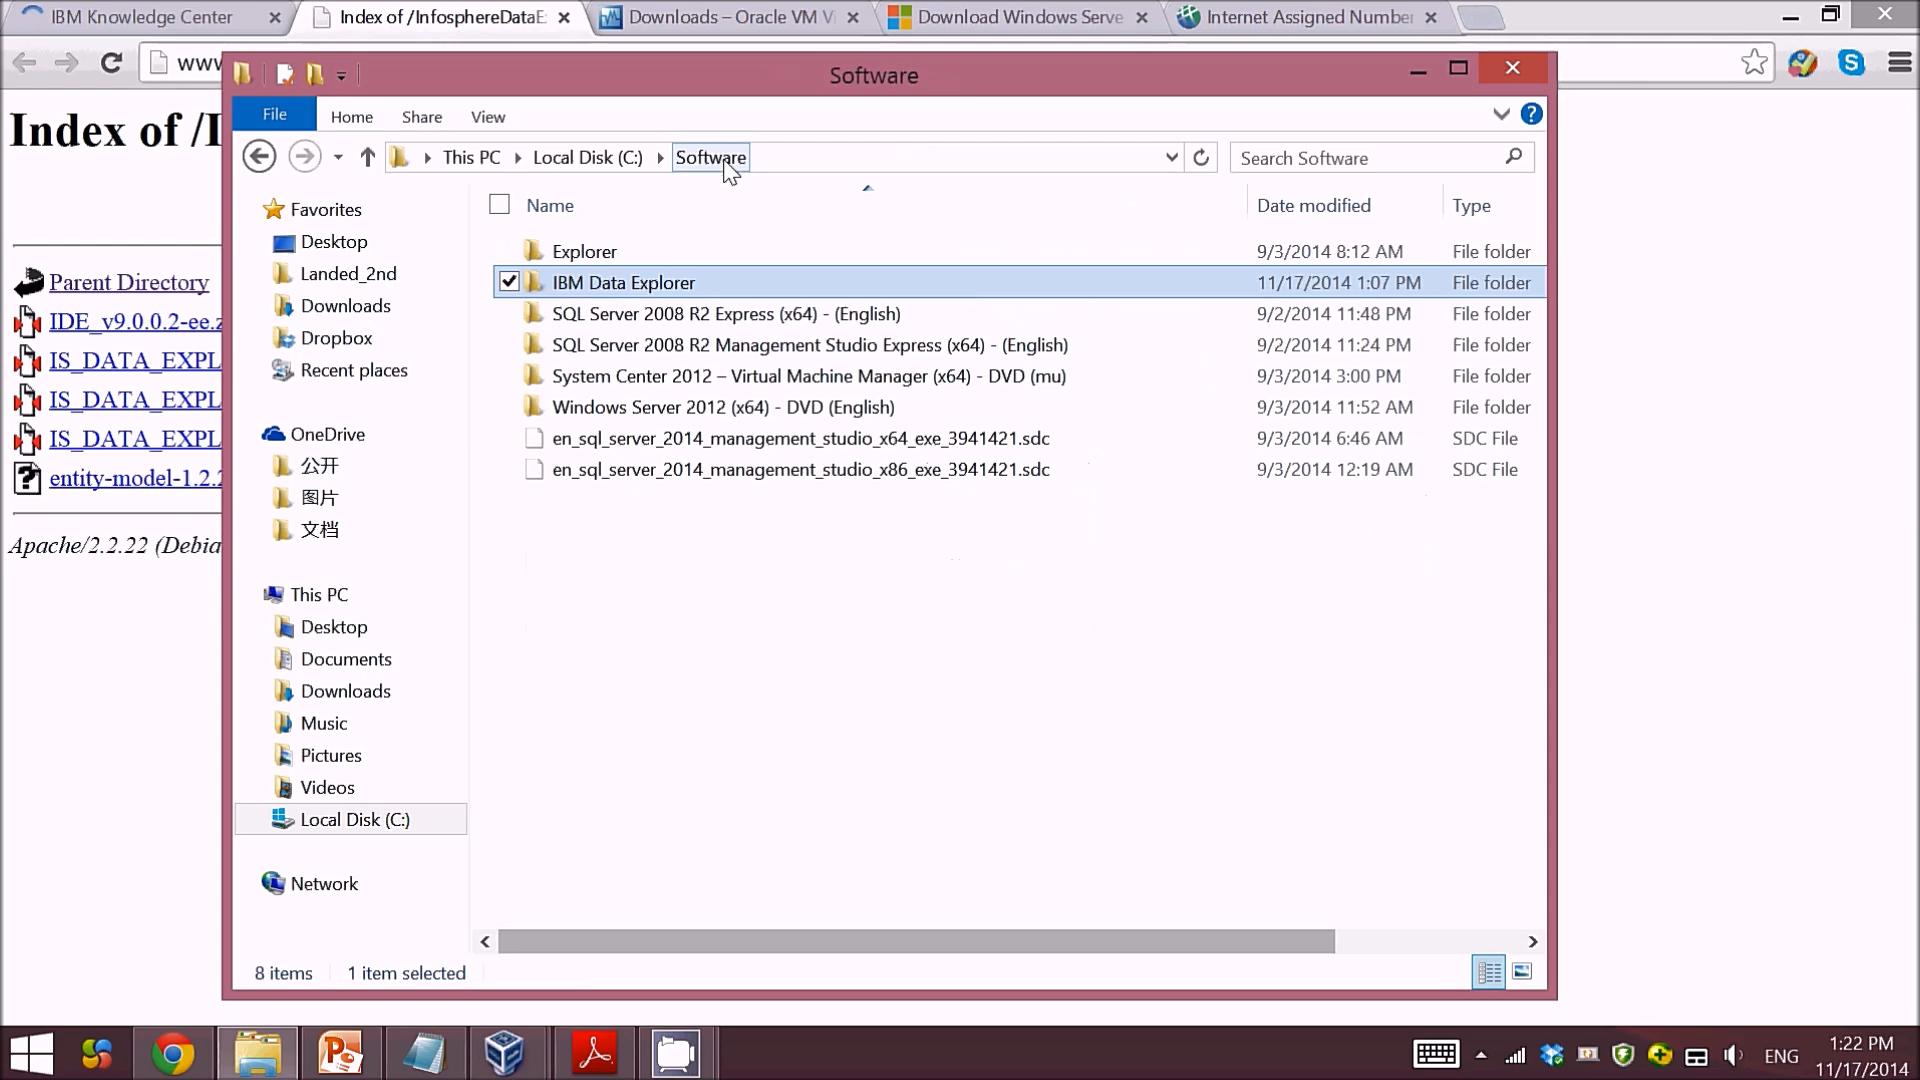 IBM Knowledge Center
Index of /InfosphereDataE
Downloads – Oracle VM Vi
Download Windows Serve
Internet Assigned Number
www
Index of /I
Parent Directory
IDE_v9.0.0.2-ee.z
IS_DATA_EXPL
IS_DATA_EXPL
IS_DATA_EXPL
entity-model-1.2.2
Apache/2.2.22 (Debia
Software
File Home Share View
This PC Local Disk (C:) Software
Search Software
Name Date modified Type
Explorer 9/3/2014 8:12 AM File folder
IBM Data Explorer 11/17/2014 1:07 PM File folder
SQL Server 2008 R2 Express (x64) - (English) 9/2/2014 11:48 PM File folder
SQL Server 2008 R2 Management Studio Express (x64) - (English) 9/2/2014 11:24 PM File folder
System Center 2012 – Virtual Machine Manager (x64) - DVD (mu) 9/3/2014 3:00 PM File folder
Windows Server 2012 (x64) - DVD (English) 9/3/2014 11:52 AM File folder
en_sql_server_2014_management_studio_x64_exe_3941421.sdc 9/3/2014 6:46 AM SDC File
en_sql_server_2014_management_studio_x86_exe_3941421.sdc 9/3/2014 12:19 AM SDC File
Favorites
Desktop
Landed_2nd
Downloads
Dropbox
Recent places
OneDrive
公开
图片
文档
This PC
Desktop
Documents
Downloads
Music
Pictures
Videos
Local Disk (C:)
Network
8 items 1 item selected
ENG
1:22 PM
11/17/2014